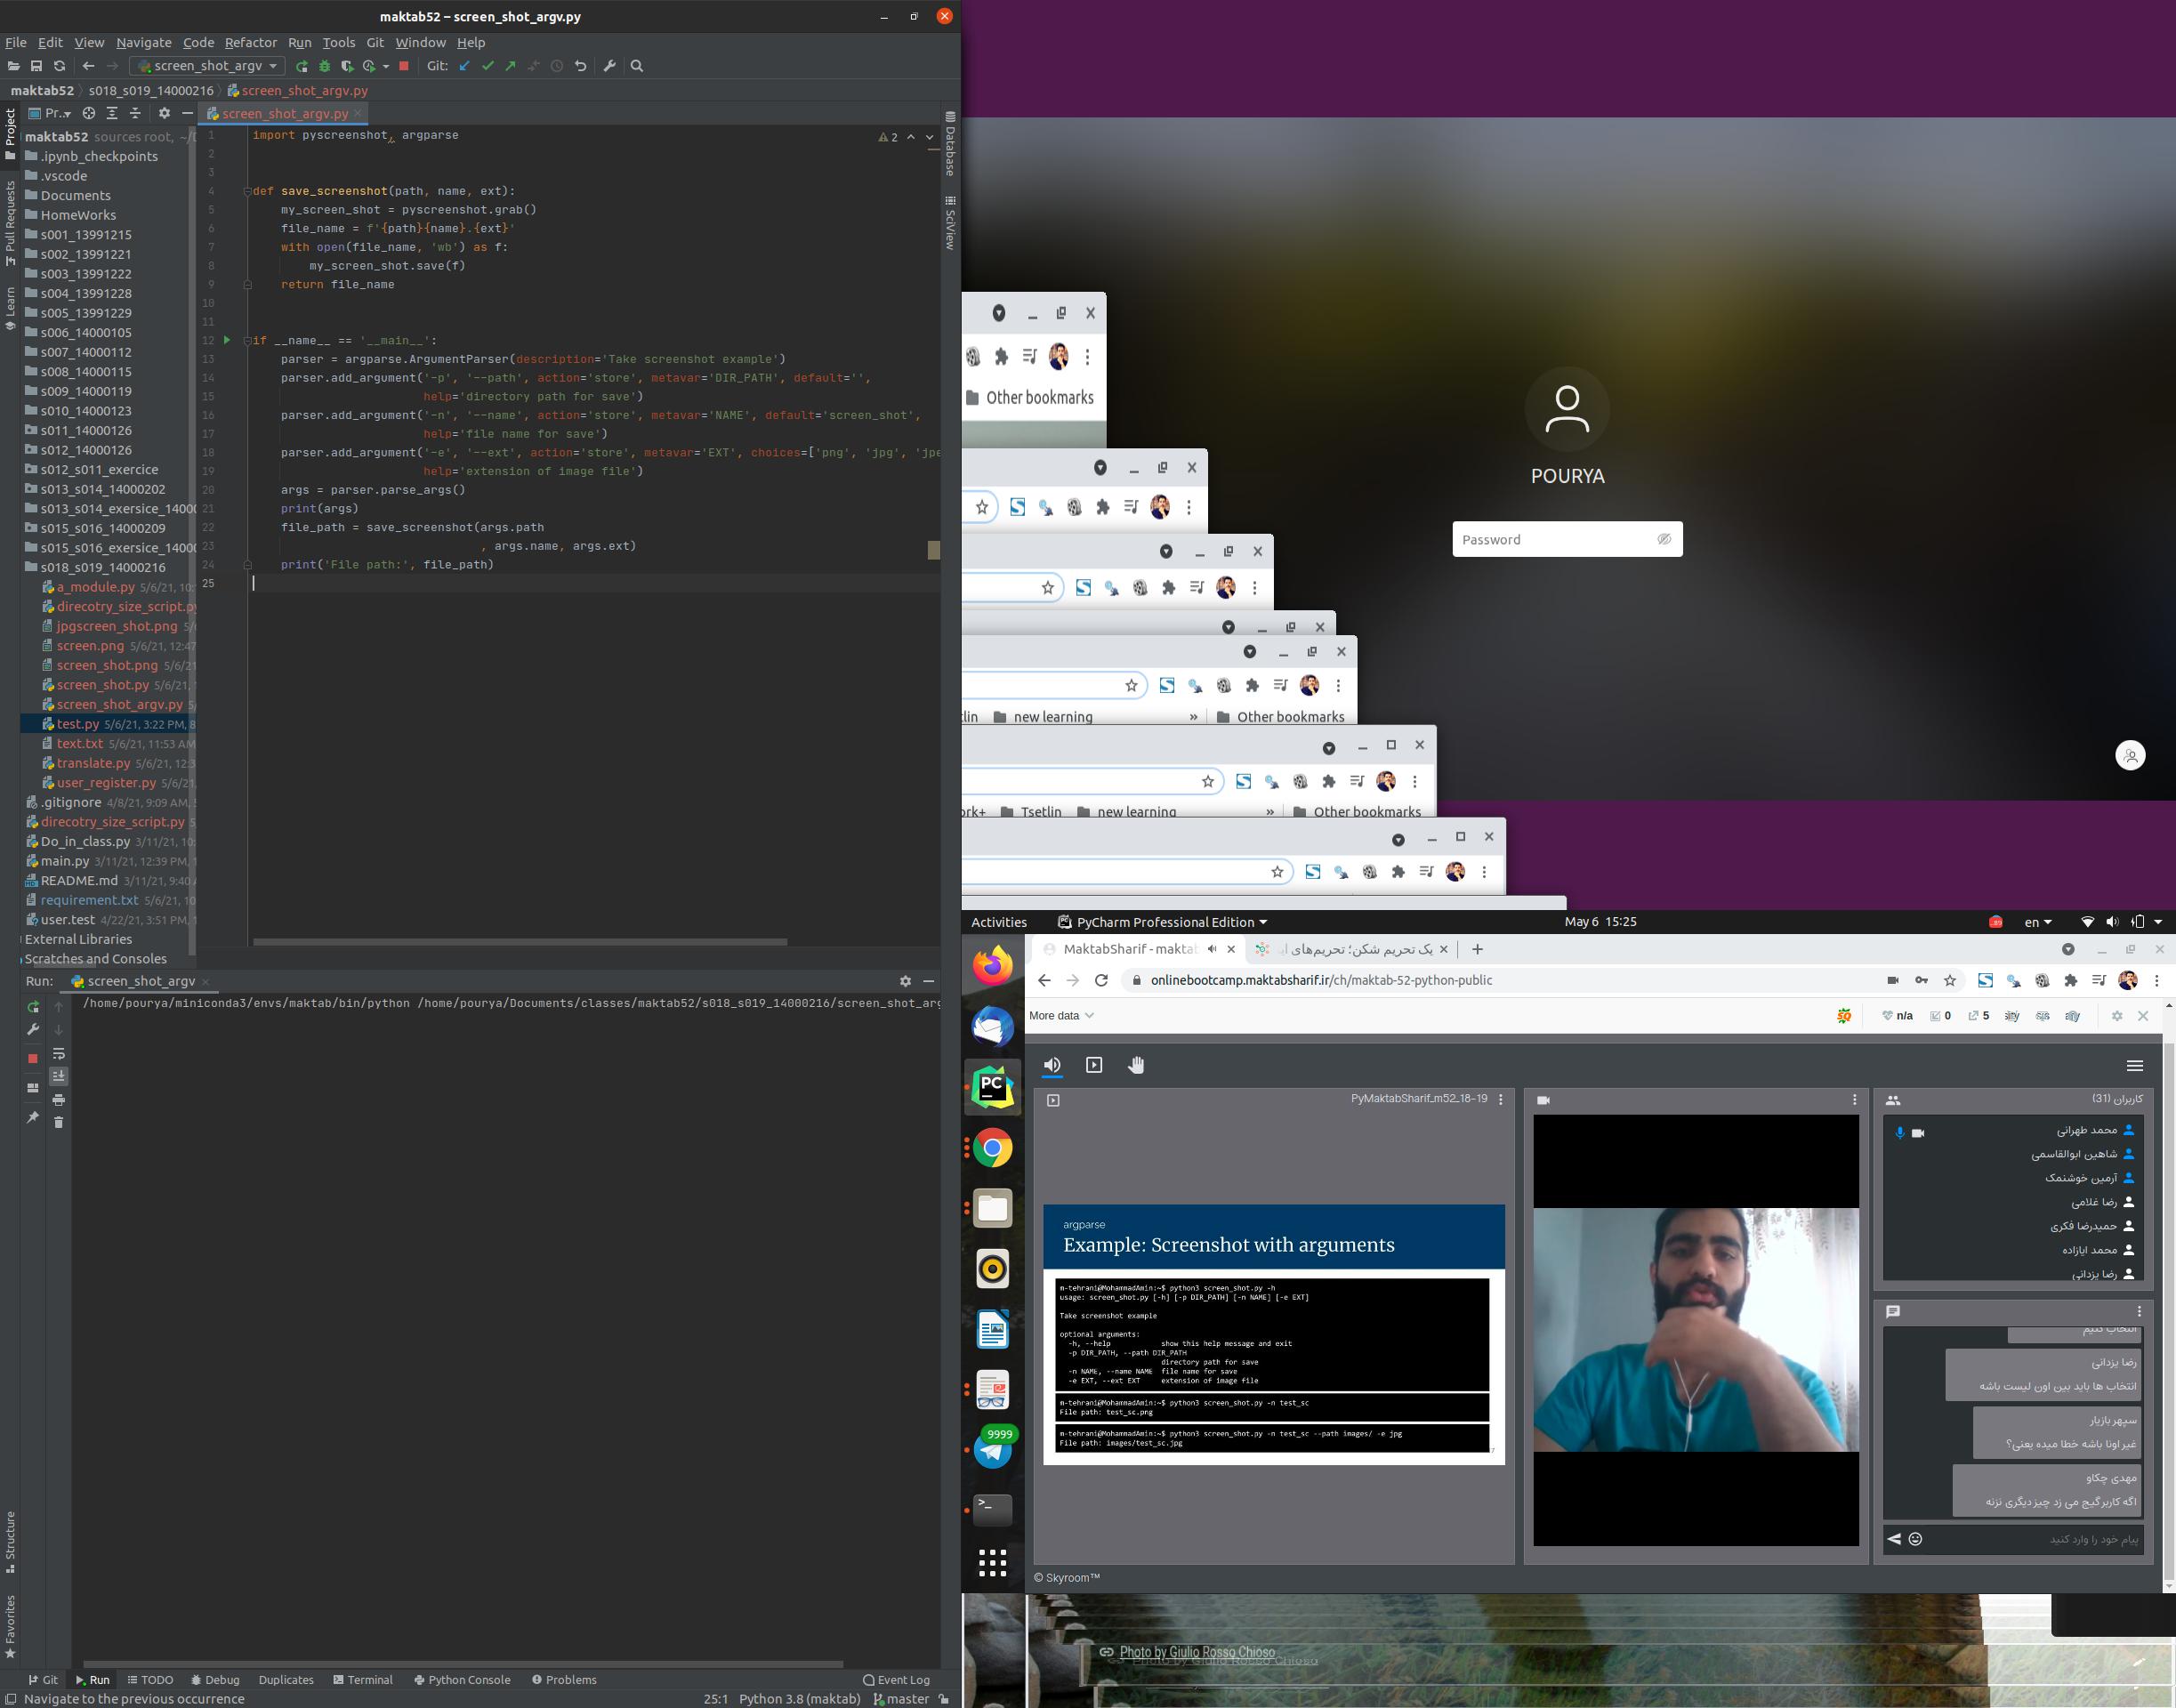 maktab52 – screen_shot_argv.py
File Edit View Navigate Code Refactor Run Tools Git Window Help
screen_shot_argv
Git:
maktab52 s018_s019_14000216 screen_shot_argv.py
Pr..
screen_shot_argv.py
Project
Pull Requests
Learn
Structure
Favorites
Database
SciView
maktab52 sources root,
.ipynb_checkpoints
.vscode
Documents
HomeWorks
s001_13991215
s002_13991221
s003_13991222
s004_13991228
s005_13991229
s006_14000105
s007_14000112
s008_14000115
s009_14000119
s010_14000123
s011_14000126
s012_14000126
s012_s011_exercice
s013_s014_14000202
s013_s014_exersice_1400
s015_s016_14000209
s015_s016_exersice_1400
s018_s019_14000216
a_module.py 5/6/21, 10:
direcotry_size_script.py
jpgscreen_shot.png 5/
screen.png 5/6/21, 12:47
screen_shot.png 5/6/21
screen_shot.py 5/6/21,
screen_shot_argv.py 5/
test.py 5/6/21, 3:22 PM, 8
text.txt 5/6/21, 11:53 AM
translate.py 5/6/21, 12:3
user_register.py 5/6/21
.gitignore 4/8/21, 9:09 AM,
direcotry_size_script.py 5
Do_in_class.py 3/11/21, 10:
main.py 3/11/21, 12:39 PM, 1
README.md 3/11/21, 9:40
requirement.txt 5/6/21, 10
user.test 4/22/21, 3:51 PM, 1
External Libraries
Scratches and Consoles
2
1 import pyscreenshot, argparse
2
3
4 def save_screenshot(path, name, ext):
5 my_screen_shot = pyscreenshot.grab()
6 file_name = f'{path}{name}.{ext}'
7 with open(file_name, 'wb') as f:
8 my_screen_shot.save(f)
9 return file_name
10
11
12 if __name__ == '__main__':
13 parser = argparse.ArgumentParser(description='Take screenshot example')
14 parser.add_argument('-p', '--path', action='store', metavar='DIR_PATH', default='',
15 help='directory path for save')
16 parser.add_argument('-n', '--name', action='store', metavar='NAME', default='screen_shot',
17 help='file name for save')
18 parser.add_argument('-e', '--ext', action='store', metavar='EXT', choices=['png', 'jpg', 'jpe
19 help='extension of image file')
20 args = parser.parse_args()
21 print(args)
22 file_path = save_screenshot(args.path
23 , args.name, args.ext)
24 print('File path:', file_path)
25
Run: screen_shot_argv
/home/pourya/miniconda3/envs/maktab/bin/python /home/pourya/Documents/classes/maktab52/s018_s019_14000216/screen_shot_arg
Git Run TODO Debug Duplicates Terminal Python Console Problems Event Log
Navigate to the previous occurrence 25:1 Python 3.8 (maktab) master
Other bookmarks
POURYA
Password
lin new learning » Other bookmarks
ork+ Tsetlin new learning » Other bookmarks
Activities PyCharm Professional Edition May 6 15:25 en
MaktabSharif - makta
یک تحریم شکن؛ تحریم‌های ای
onlinebootcamp.maktabsharif.ir/ch/maktab-52-python-public
More data
n/a 0 5
PyMaktabSharif_m52_18-19
argparse
Example: Screenshot with arguments
m-tehrani@MohammadAmin:~$ python3 screen_shot.py -h
usage: screen_shot.py [-h] [-p DIR_PATH] [-n NAME] [-e EXT]
Take screenshot example
optional arguments:
-h, --help show this help message and exit
-p DIR_PATH, --path DIR_PATH
directory path for save
-n NAME, --name NAME file name for save
-e EXT, --ext EXT extension of image file
m-tehrani@MohammadAmin:~$ python3 screen_shot.py -n test_sc
File path: test_sc.png
m-tehrani@MohammadAmin:~$ python3 screen_shot.py -n test_sc --path images/ -e jpg
File path: images/test_sc.jpg
کاربران (31)
محمد طهرانی
شاهین ابوالقاسمی
آرمین خوشنمک
رضا غلامی
حمیدرضا فکری
محمد ابازاده
رضا یزدانی
انتخاب کنیم
رضا یزدانی
انتخاب ها باید بین اون لیست باشه
سپهر بازیار
غیر اونا باشه خطا میده یعنی؟
مهدی چکاو
اگه کاربر گیج می زد چیز دیگری نزنه
پیام خود را وارد کنید
9999
© Skyroom™
Photo by Giulio Rosso Chioso